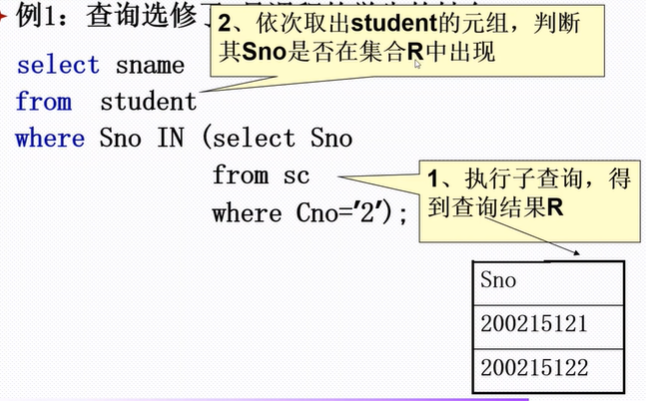 例1：查询选修了
2、依次取出student的元组，判断
其Sno是否在集合R中出现
select sname
from student
where Sno IN (select Sno
from sc
where Cno='2');
1、执行子查询，得
到查询结果R
Sno
200215121
200215122